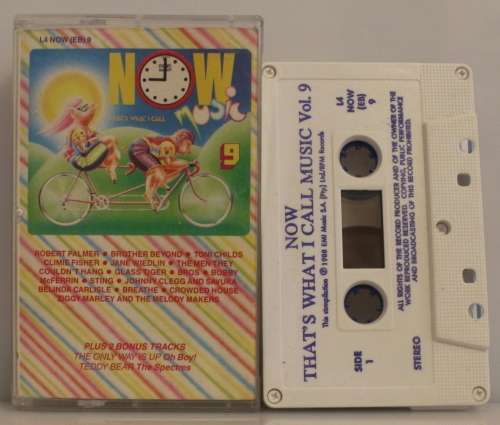 L4 NOW (EB) 9
NOW
THAT'S WHAT I CALL
Music
9
ROBERT PALMER • BROTHER BEYOND • TONI CHILDS
CLIMIE FISHER • JANE WIEDLIN • THE MEN THEY
COULDN'T HANG • GLASS TIGER • BROS • BOBBY
McFERRIN • STING • JOHNNY CLEGG AND SAVUKA
BELINDA CARLISLE • BREATHE • CROWDED HOUSE
ZIGGY MARLEY AND THE MELODY MAKERS
PLUS 2 BONUS TRACKS
THE ONLY WAY IS UP Oh Boy!
TEDDY BEAR The Spectres
NOW
THAT'S WHAT I CALL MUSIC Vol. 9
This compilation © 1988 EMI Music S.A. (Pty) Ltd/RPM Records
SIDE
1
L4
NOW
(EB)
9
ALL RIGHTS OF THE RECORD PRODUCER AND OF THE OWNER OF THE
WORK REPRODUCED RESERVED. COPYING, PUBLIC PERFORMANCE
AND BROADCASTING OF THIS RECORD PROHIBITED.
STEREO